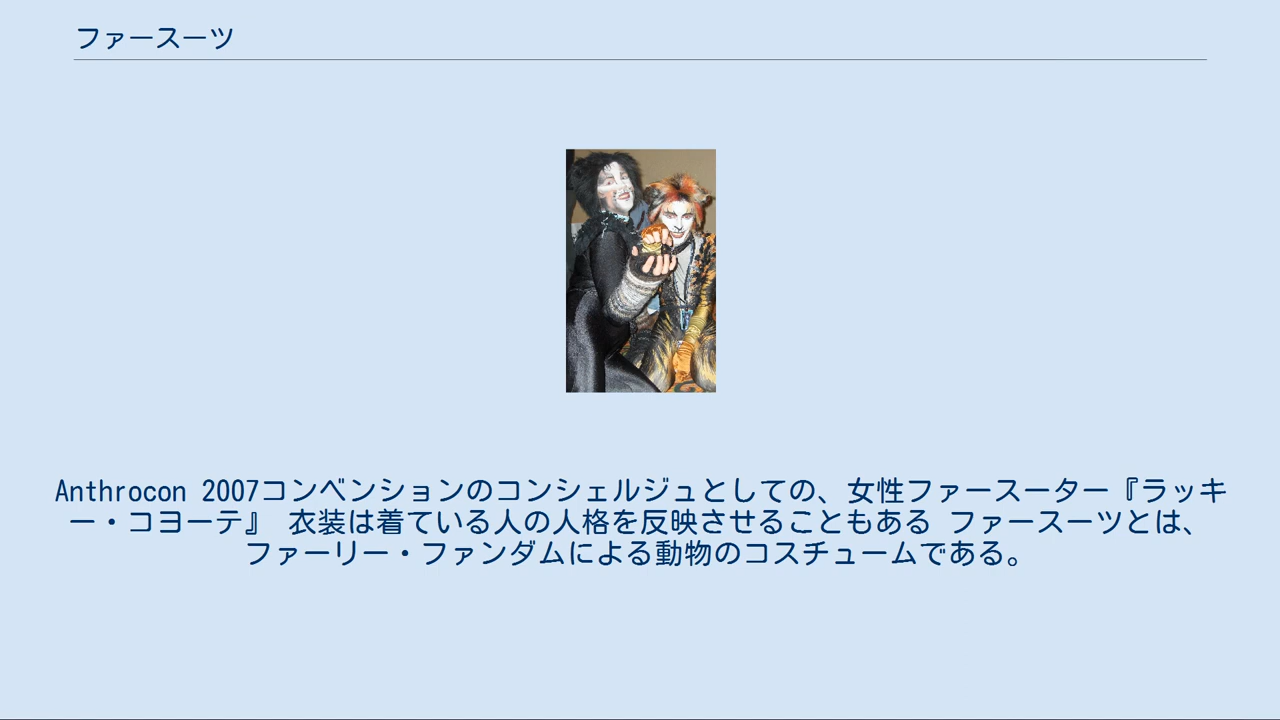 ファースーツ
Anthrocon 2007コンベンションのコンシェルジュとしての、女性ファースーター『ラッキ
ー・コヨーテ』 衣装は着ている人の人格を反映させることもある ファースーツとは、
ファーリー・ファンダムによる動物のコスチュームである。